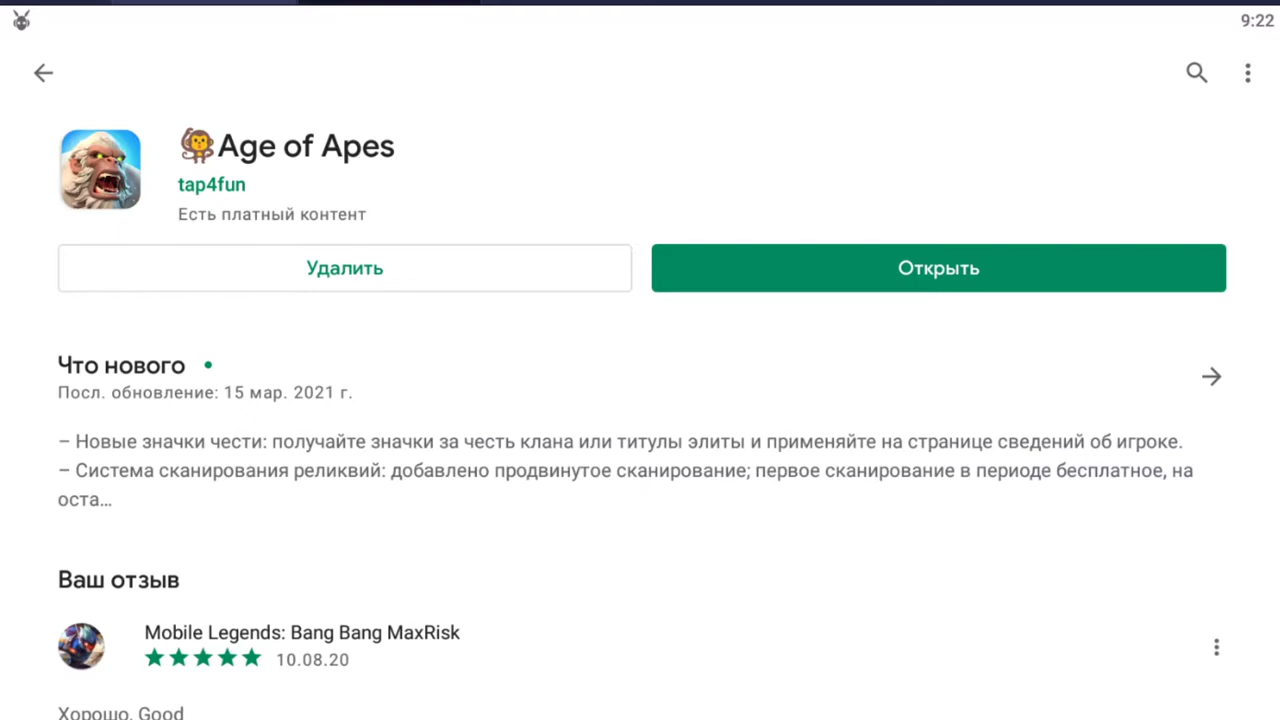 9:22
Age of Apes
tap4fun
Есть платный контент
Удалить
Открыть
Что нового
Посл. обновление: 15 мар. 2021 г.
– Новые значки чести: получайте значки за честь клана или титулы элиты и применяйте на странице сведений об игроке.
– Система сканирования реликвий: добавлено продвинутое сканирование; первое сканирование в периоде бесплатное, на
оста...
Ваш отзыв
Mobile Legends: Bang Bang MaxRisk
10.08.20
Хорошо. Good